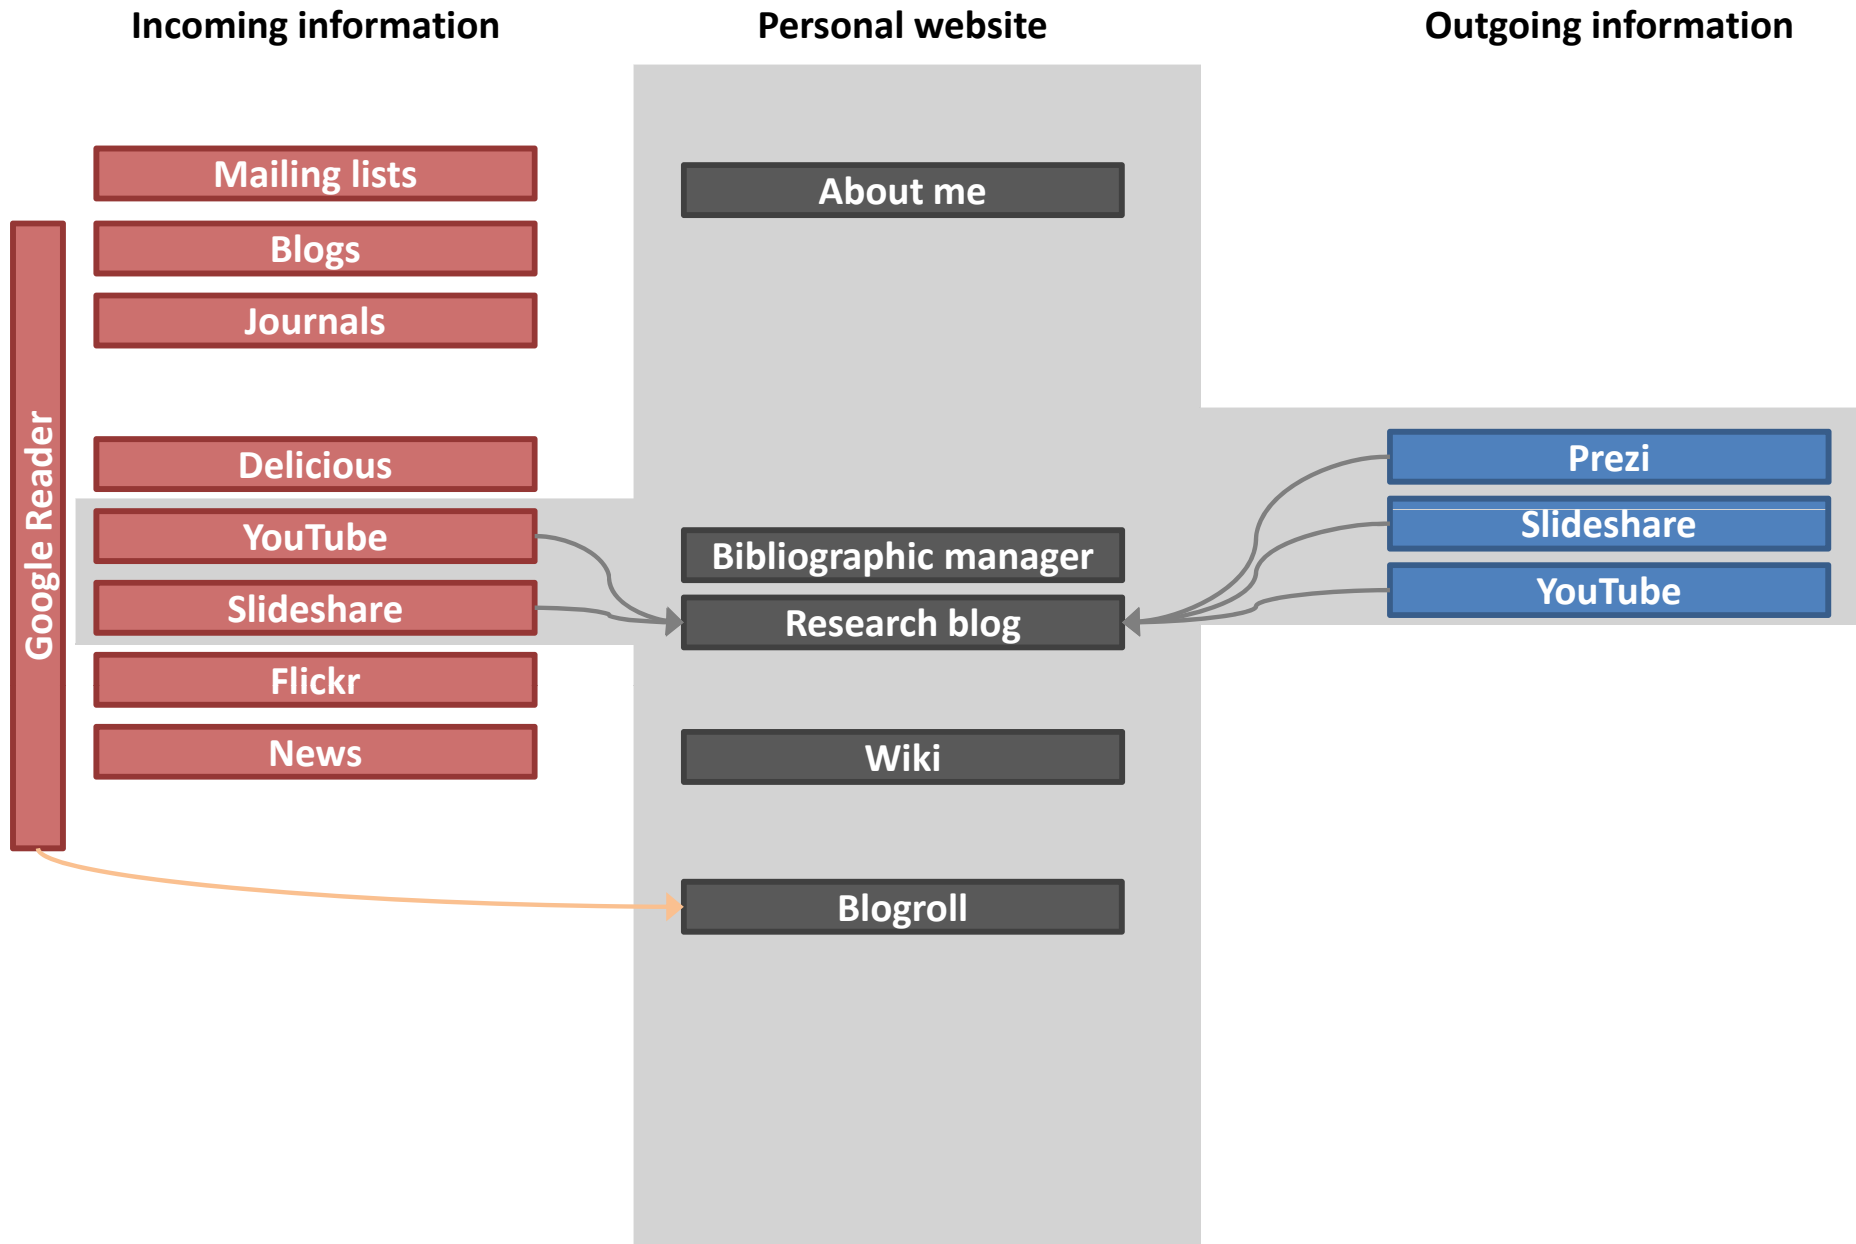 Incoming information
Personal website
Outgoing information
Mailing lists
Blogs
Journals
Google Reader
Delicious
YouTube
Slideshare
Flickr
News
About me
Bibliographic manager
Research blog
Wiki
Blogroll
Prezi
Slideshare
YouTube